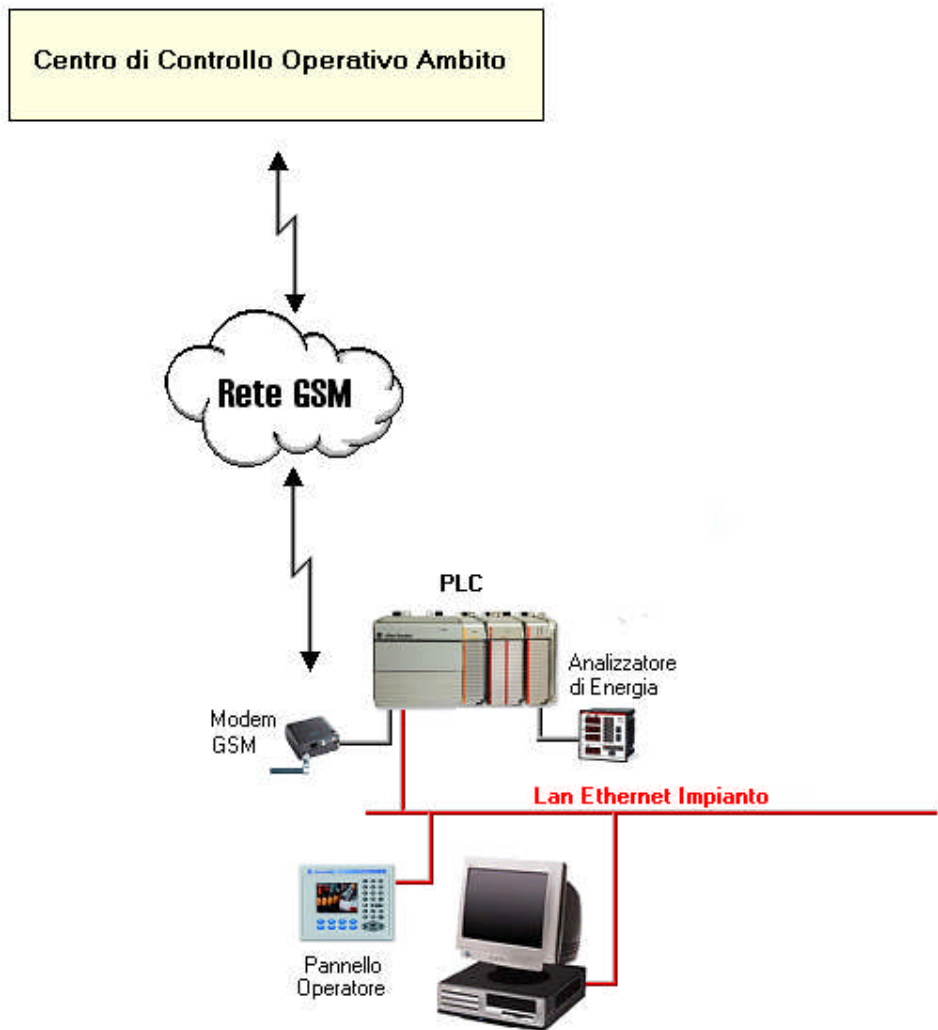 Centro di Controllo Operativo Ambito
Rete GSM
PLC
Analizzatore
di Energia
Modem
GSM
Lan Ethernet Impianto
Pannello
Operatore